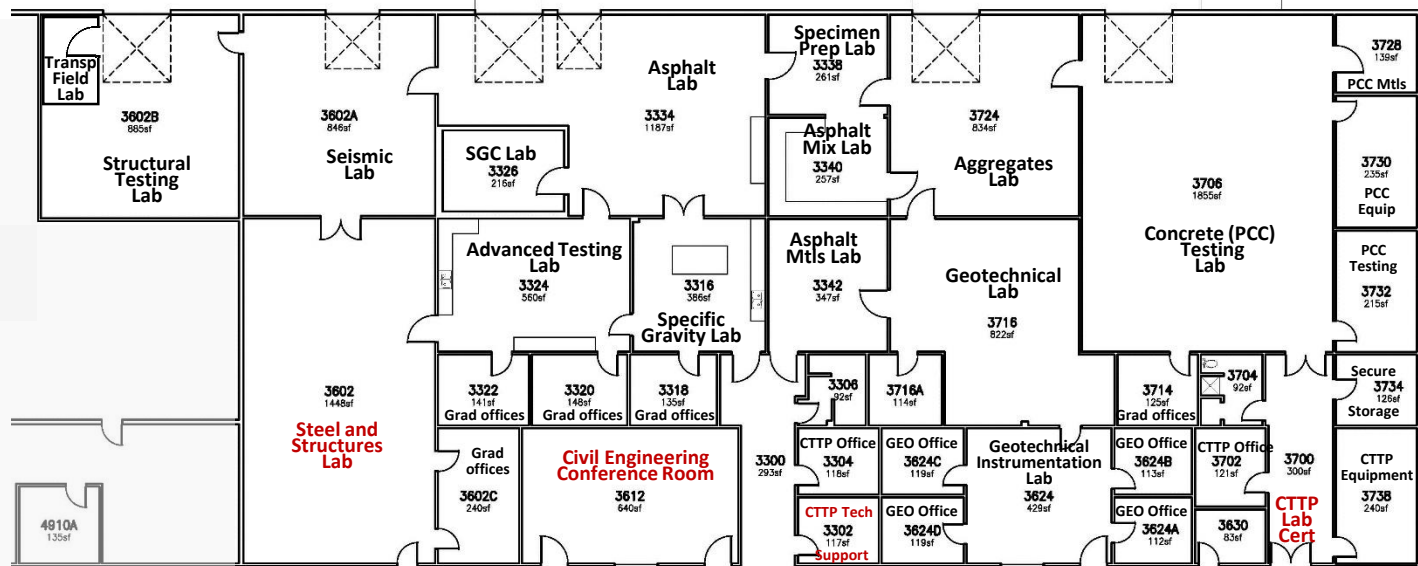 Transp
Field
Lab
3602B
885sf
Structural
Testing
Lab
3602A
846sf
Seismic
Lab
Asphalt
Lab
3334
1187sf
SGC Lab
3326
216sf
Specimen
Prep Lab
3338
261sf
Asphalt
Mix Lab
3340
257sf
3724
834sf
Aggregates
Lab
3706
1855sf
Concrete (PCC)
Testing
Lab
3728
139sf
PCC Mtls
3730
235sf
PCC
Equip
PCC
Testing
3732
215sf
Advanced Testing
Lab
3324
560sf
3316
386sf
Specific
Gravity Lab
Asphalt
Mtls Lab
3342
347sf
Geotechnical
Lab
3716
822sf
3602
1448sf
Steel and
Structures
Lab
3322
141sf
Grad offices
3320
148sf
Grad offices
3318
135sf
Grad offices
3306
92sf
3716A
114sf
3714
125sf
Grad offices
3704
92sf
Secure
3734
126sf
Storage
Grad
offices
3602C
240sf
Civil Engineering
Conference Room
3612
640sf
3300
293sf
CTTP Office
3304
118sf
CTTP Tech
3302
117sf
Support
GEO Office
3624C
119sf
GEO Office
3624D
119sf
Geotechnical
Instrumentation
Lab
3624
429sf
GEO Office
3624B
113sf
GEO Office
3624A
112sf
CTTP Office
3702
121sf
3630
83sf
3700
300sf
CTTP
Lab
Cert
CTTP
Equipment
3738
240sf
4910A
135sf